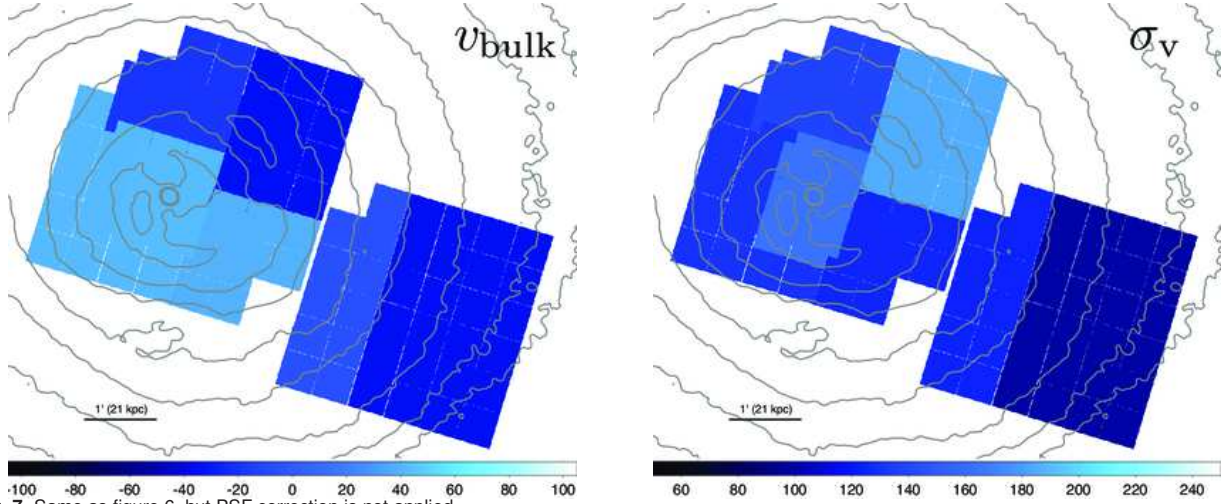 v_bulk
σ_v
1' (21 kpc)
1' (21 kpc)
-100 -80 -60 -40 -20 0 20 40 60 80 100
60 80 100 120 140 160 180 200 220 240
7. Same as figure 6, but PSF correction is not applied